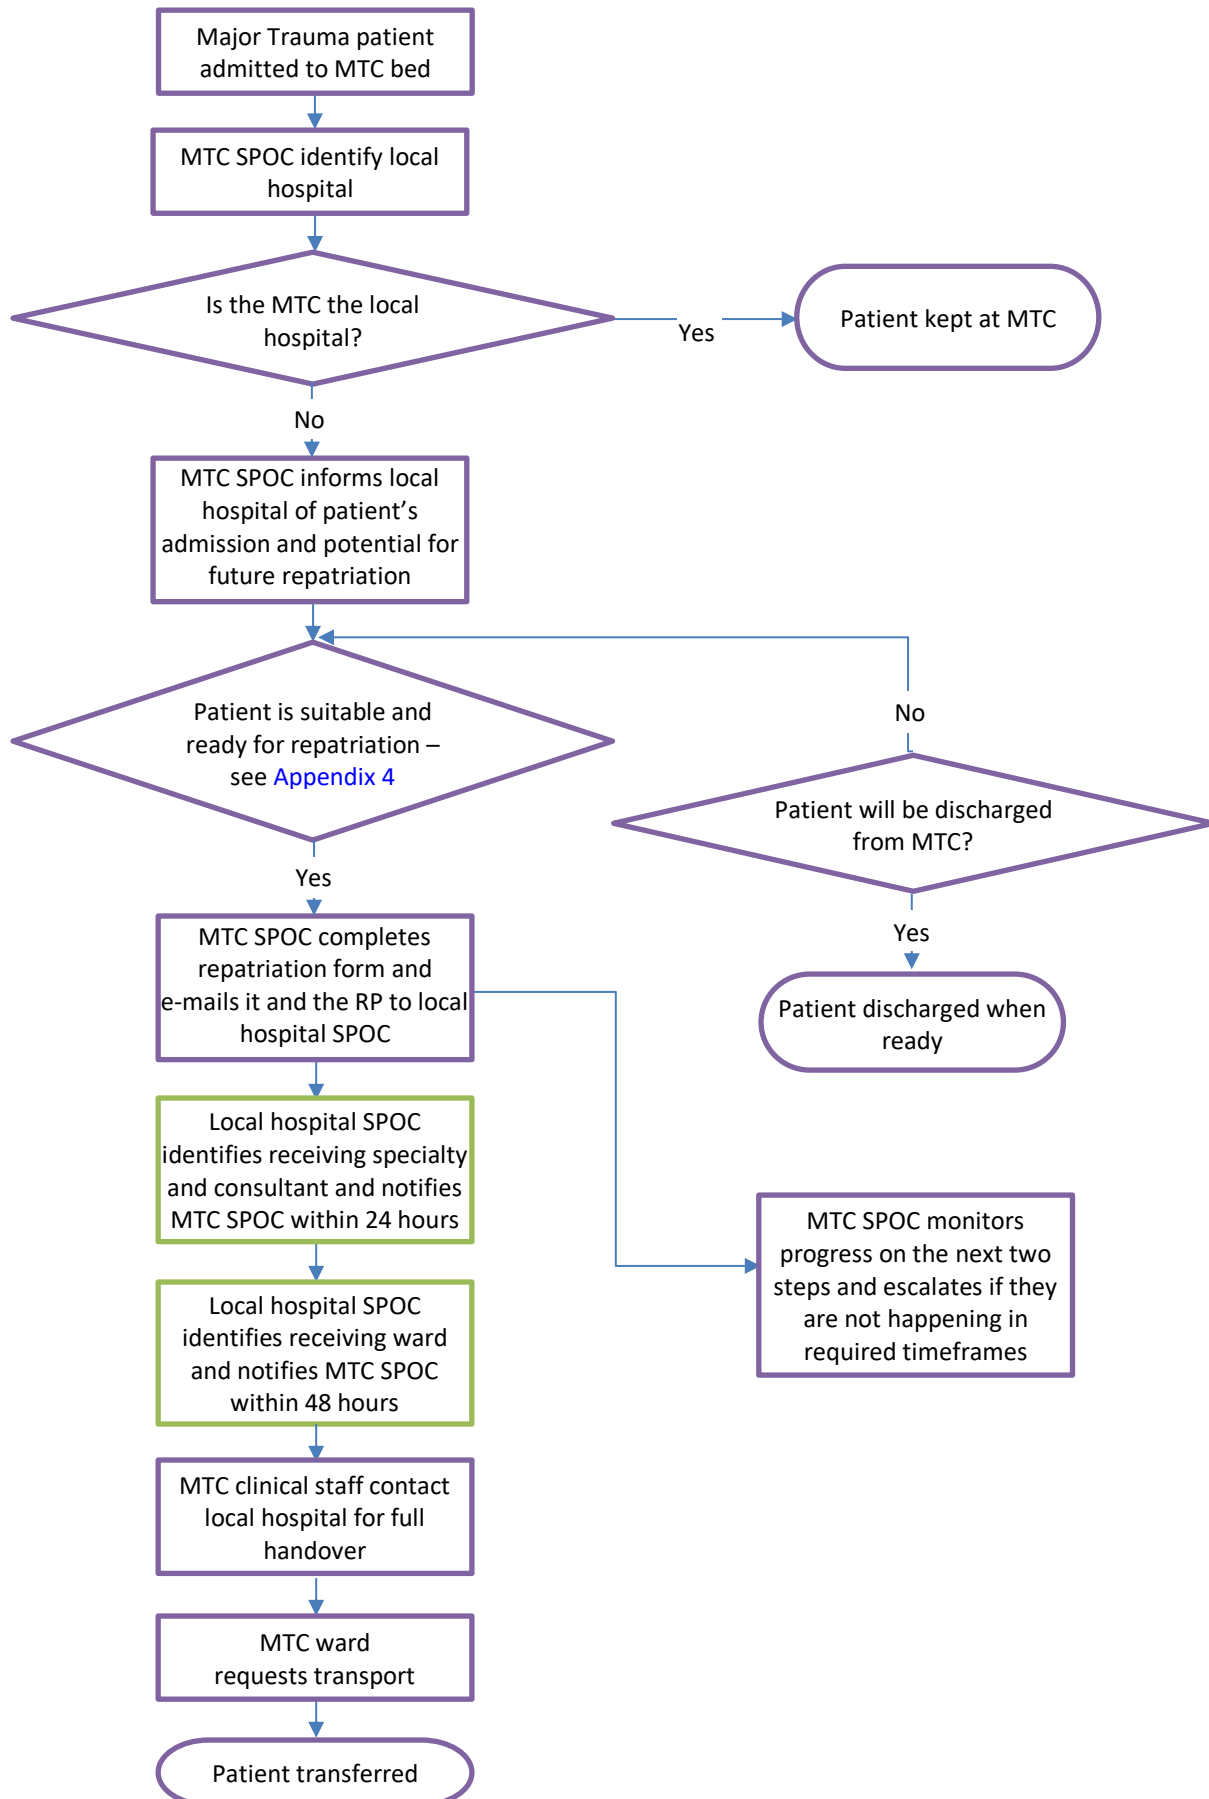 Major Trauma patient
admitted to MTC bed
MTC SPOC identify local
hospital
Is the MTC the local
hospital?
Yes
Patient kept at MTC
No
MTC SPOC informs local
hospital of patient’s
admission and potential for
future repatriation
Patient is suitable and
ready for repatriation –
see Appendix 4
No
Patient will be discharged
from MTC?
Yes
Patient discharged when
ready
Yes
MTC SPOC completes
repatriation form and
e-mails it and the RP to local
hospital SPOC
Local hospital SPOC
identifies receiving specialty
and consultant and notifies
MTC SPOC within 24 hours
MTC SPOC monitors
progress on the next two
steps and escalates if they
are not happening in
required timeframes
Local hospital SPOC
identifies receiving ward
and notifies MTC SPOC
within 48 hours
MTC clinical staff contact
local hospital for full
handover
MTC ward
requests transport
Patient transferred